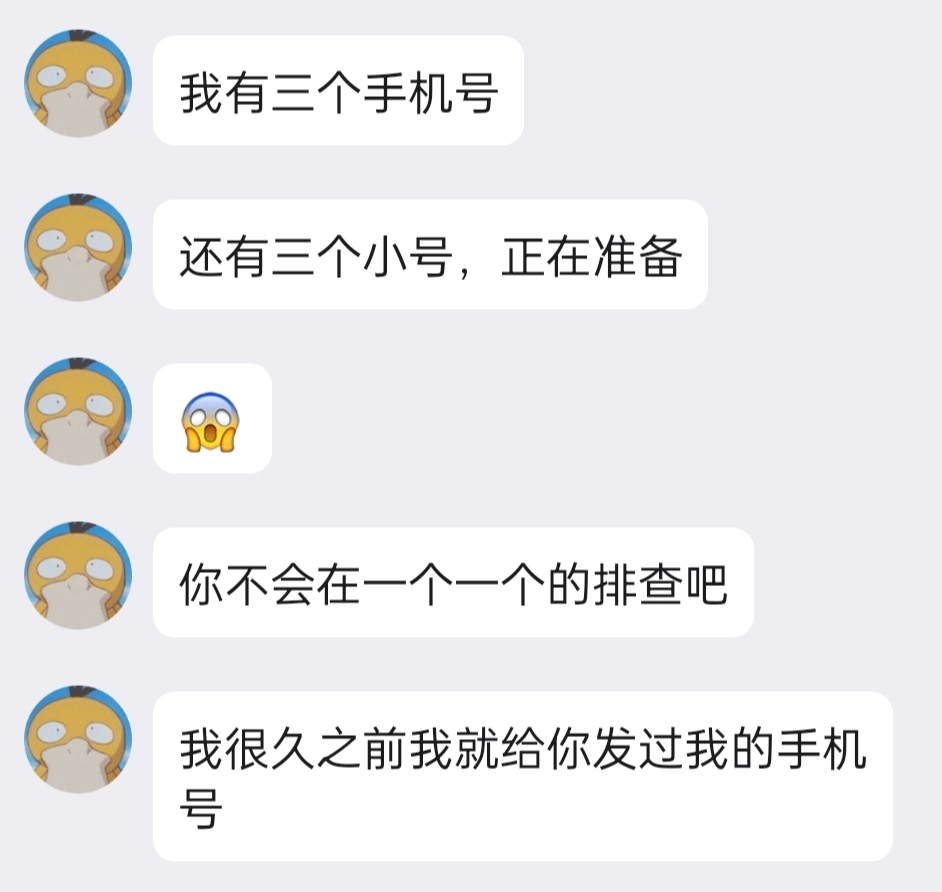 我有三个手机号
还有三个小号，正在准备
😱
你不会在一个一个的排查吧
我很久之前我就给你发过我的手机
号